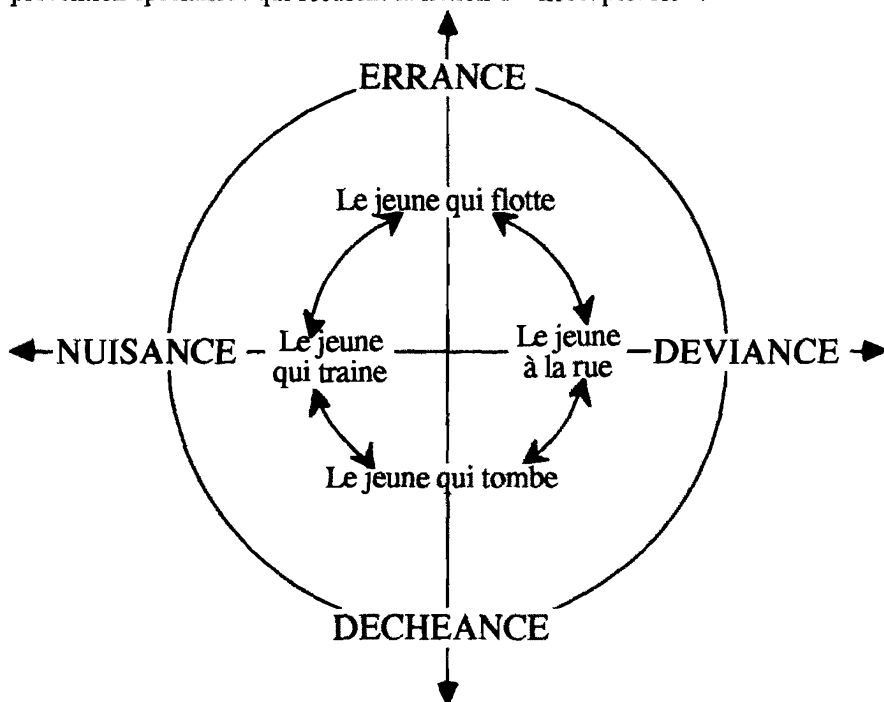 ERRANCE
Le jeune qui flotte
NUISANCE
Le jeune
qui traine
Le jeune
à la rue
DEVIANCE
Le jeune qui tombe
DECHEANCE